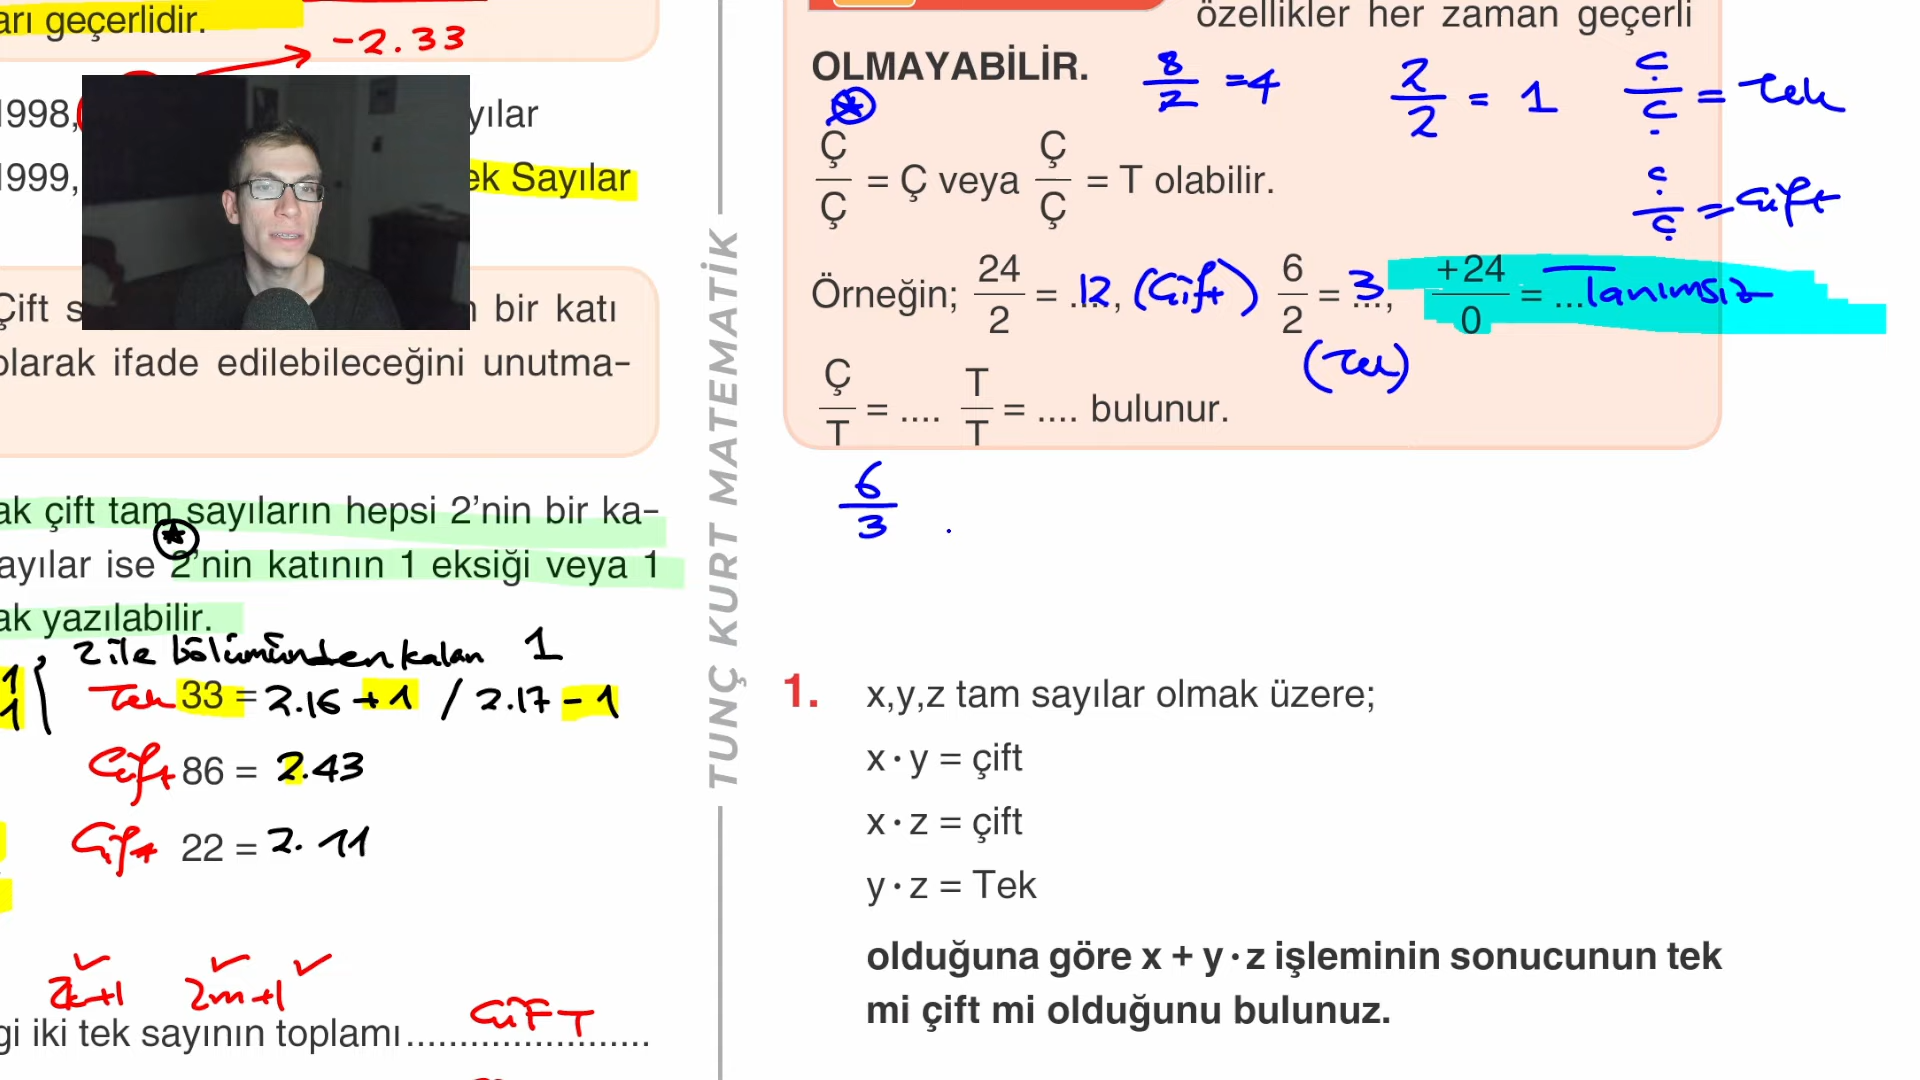 arı geçerlidir.
-2.33
1998,
yılar
1999,
ek Sayılar
Çift s
n bir katı
olarak ifade edilebileceğini unutma-
ak çift tam sayıların hepsi 2’nin bir ka-
ayılar ise 2’nin katının 1 eksiği veya 1
ak yazılabilir.
2 ile bölümünden kalan 1
Tek 33 = 2.16 + 1 / 2.17 - 1
Çift 86 = 2.43
Çift 22 = 2. 11
2k+1 2m+1
gi iki tek sayının toplamı ......................
ÇİFT
TUNÇ KURT MATEMATİK
özellikler her zaman geçerli
OLMAYABİLİR.
8/2 = 4
2/2 = 1
Ç/Ç = Tek
Ç/Ç = Ç veya Ç/Ç = T olabilir.
Ç/Ç = Çift
Örneğin; 24/2 = .12., (Çift) 6/2 = 3..., +24/0 = ...Tanımsız
(Tek)
Ç/T = .... T/T = .... bulunur.
6/3
1. x,y,z tam sayılar olmak üzere;
x·y = çift
x·z = çift
y·z = Tek
olduğuna göre x + y·z işleminin sonucunun tek
mi çift mi olduğunu bulunuz.